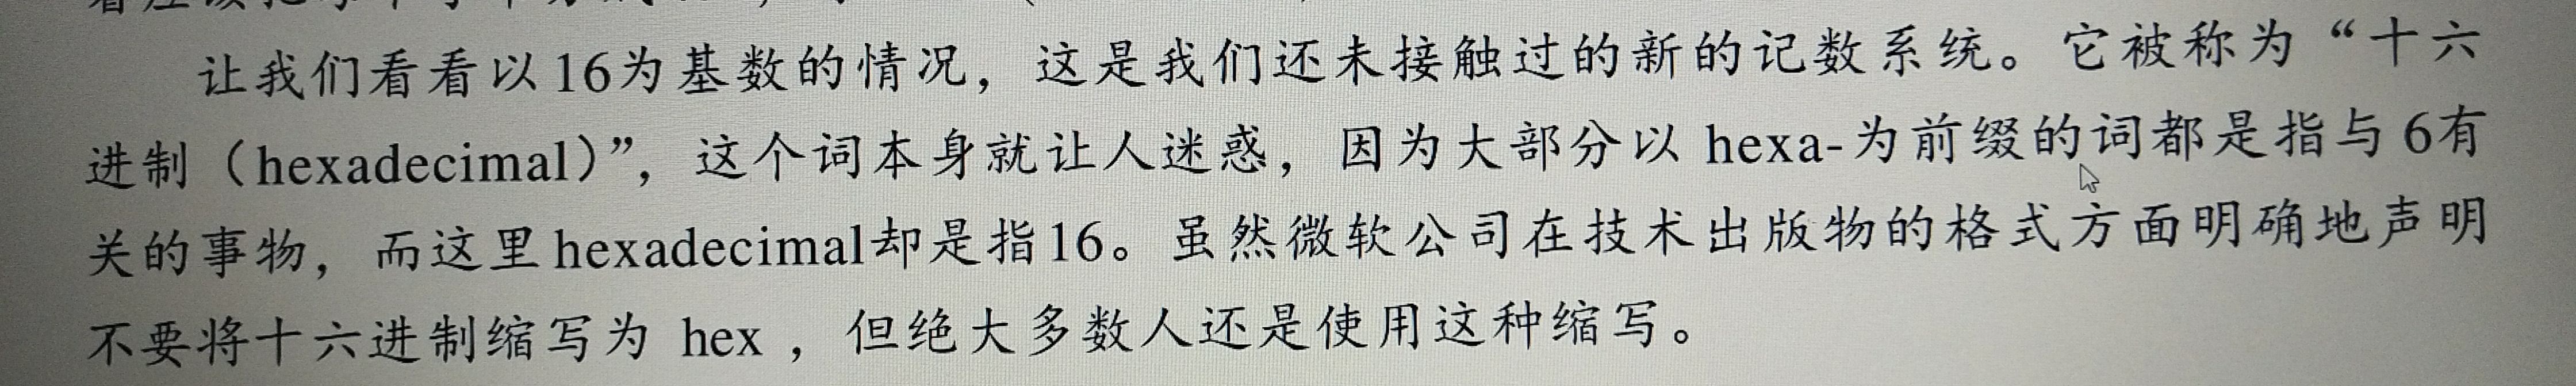 让我们看看以16为基数的情况，这是我们还未接触过的新的记数系统。它被称为“十六
进制（hexadecimal）”，这个词本身就让人迷惑，因为大部分以 hexa-为前缀的词都是指与 6有
关的事物，而这里hexadecimal却是指16。虽然微软公司在技术出版物的格式方面明确地声明
不要将十六进制缩写为 hex ，但绝大多数人还是使用这种缩写。